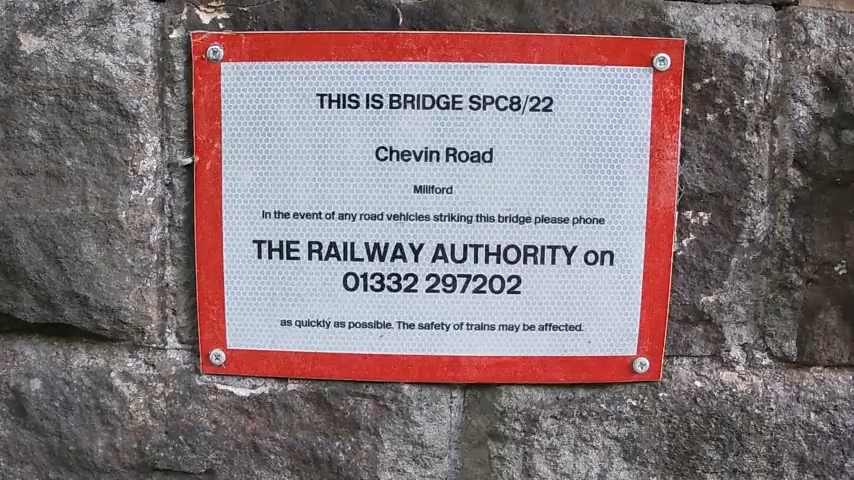 THIS IS BRIDGE SPC8/22
Chevin Road
Millford
In the event of any road vehicles striking this bridge please phone
THE RAILWAY AUTHORITY on
01332 297202
as quickly as possible. The safety of trains may be affected.